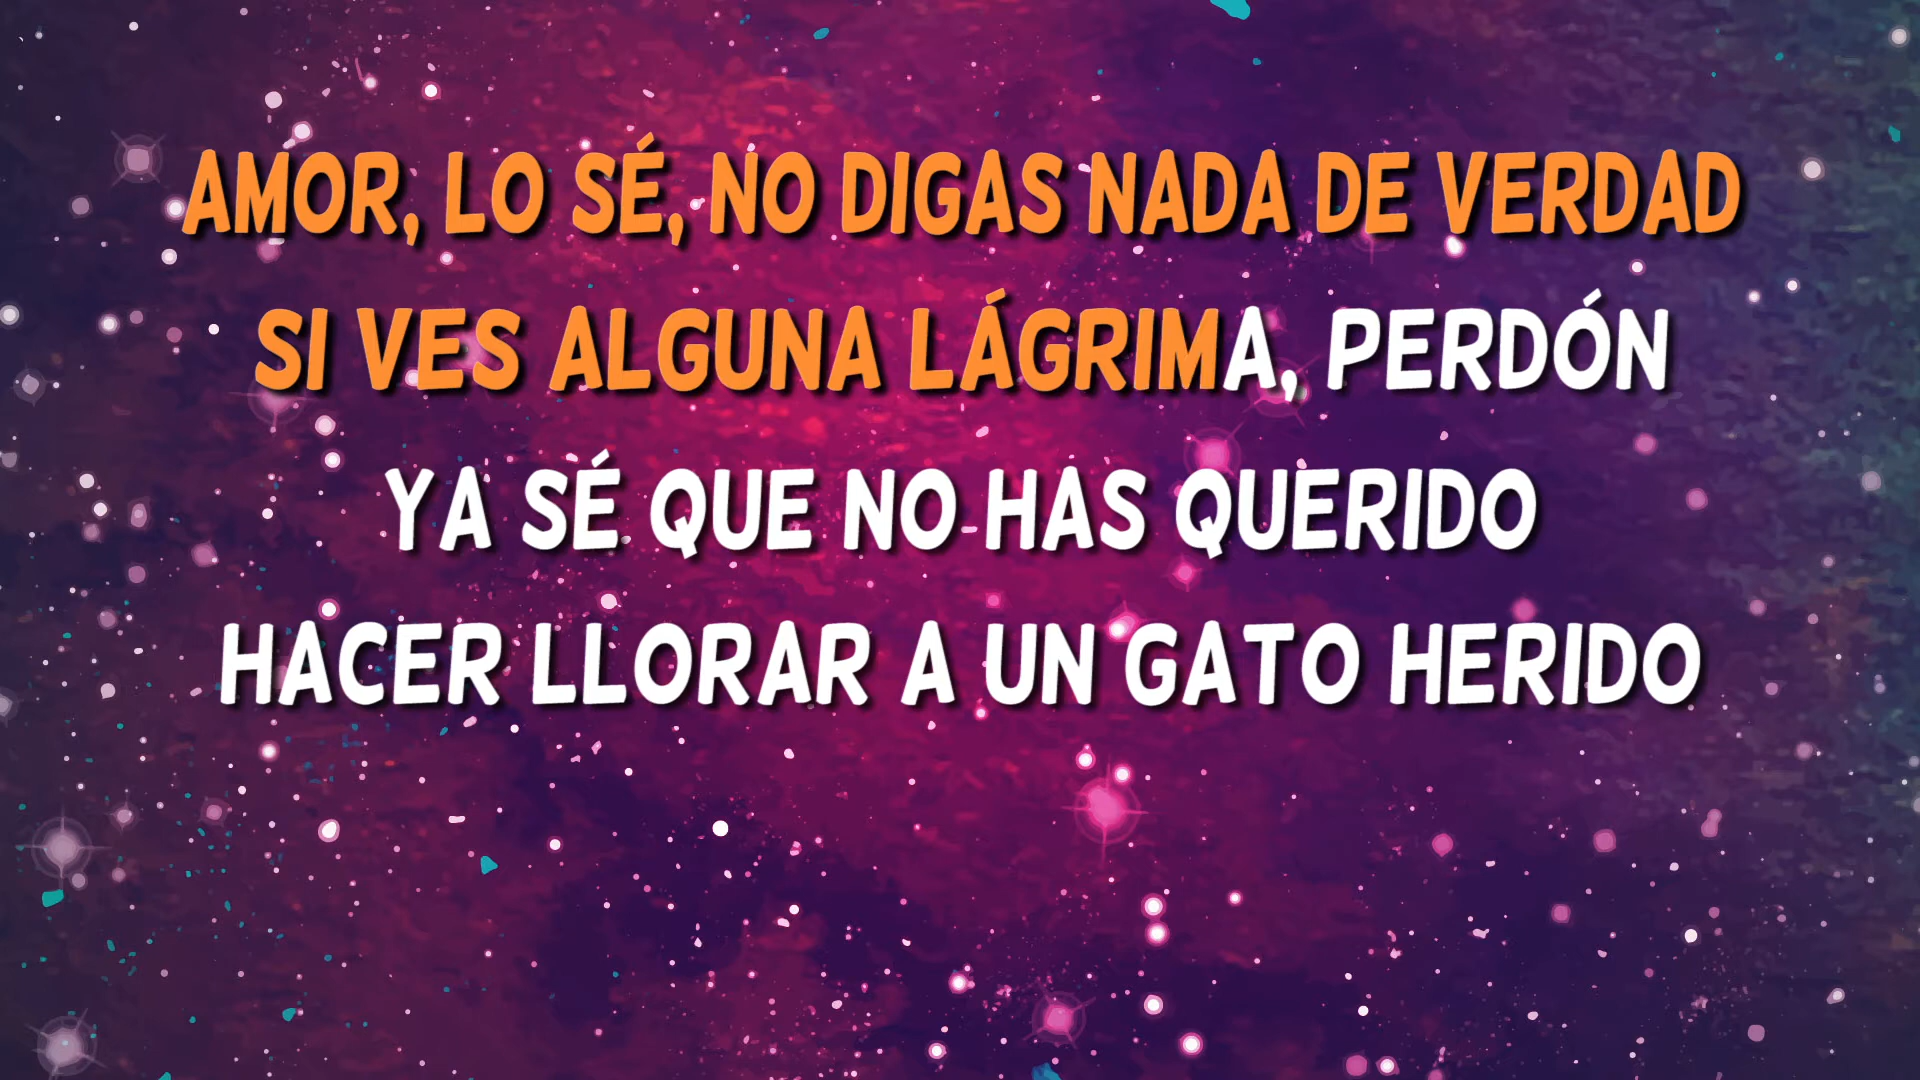 AMOR, LO SÉ, NO DIGAS NADA DE VERDAD
SI VES ALGUNA LÁGRIMA, PERDÓN
YA SÉ QUE NO HAS QUERIDO
HACER LLORAR A UN GATO HERIDO